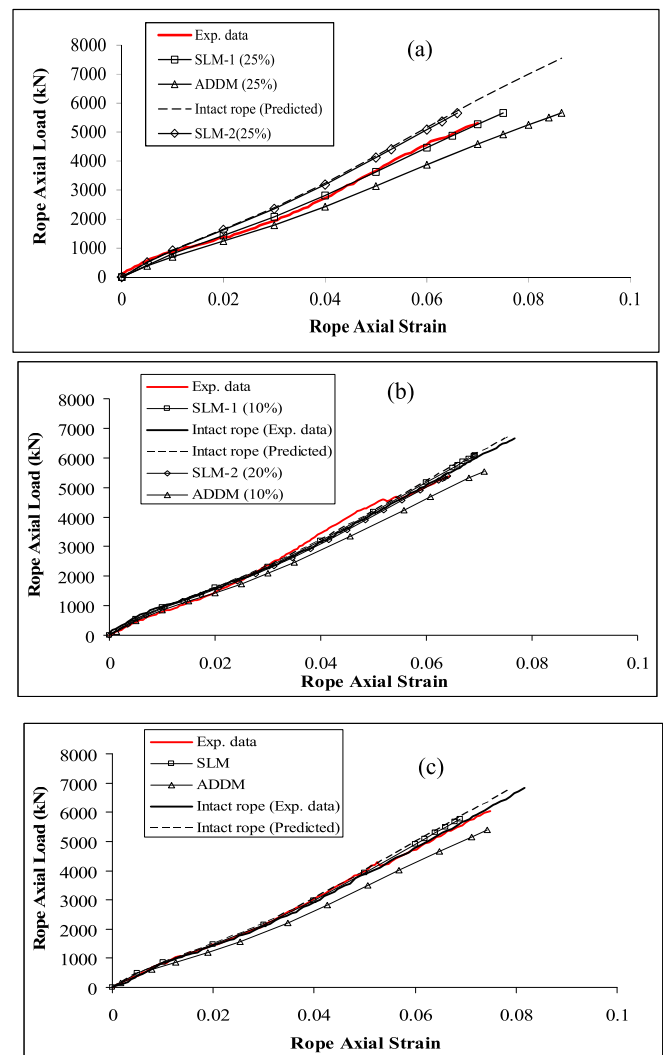 (a)
Exp. data
SLM-1 (25%)
ADDM (25%)
Intact rope (Predicted)
SLM-2(25%)
Rope Axial Load (kN)
8000
7000
6000
5000
4000
3000
2000
1000
0
0 0.02 0.04 0.06 0.08 0.1
Rope Axial Strain
(b)
Exp. data
SLM-1 (10%)
Intact rope (Exp. data)
Intact rope (Predicted)
SLM-2 (20%)
ADDM (10%)
Rope Axial Load (kN)
8000
7000
6000
5000
4000
3000
2000
1000
0
0 0.02 0.04 0.06 0.08 0.1
Rope Axial Strain
(c)
Exp. data
SLM
ADDM
Intact rope (Exp. data)
Intact rope (Predicted)
Rope Axial Load (kN)
8000
7000
6000
5000
4000
3000
2000
1000
0
0 0.02 0.04 0.06 0.08 0.1
Rope Axial Strain